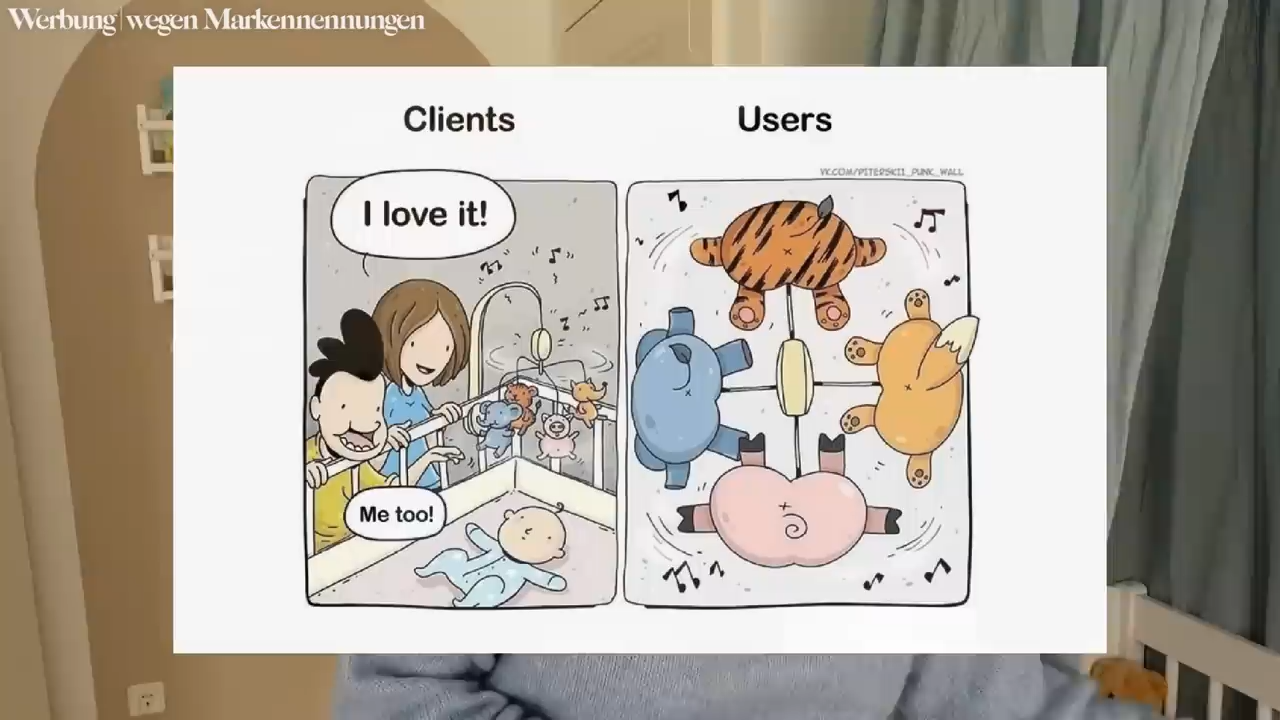 Werbung | wegen Markennennungen
Clients
Users
VK.COM/PITERSKII_PUNK_WALL
I love it!
Me too!